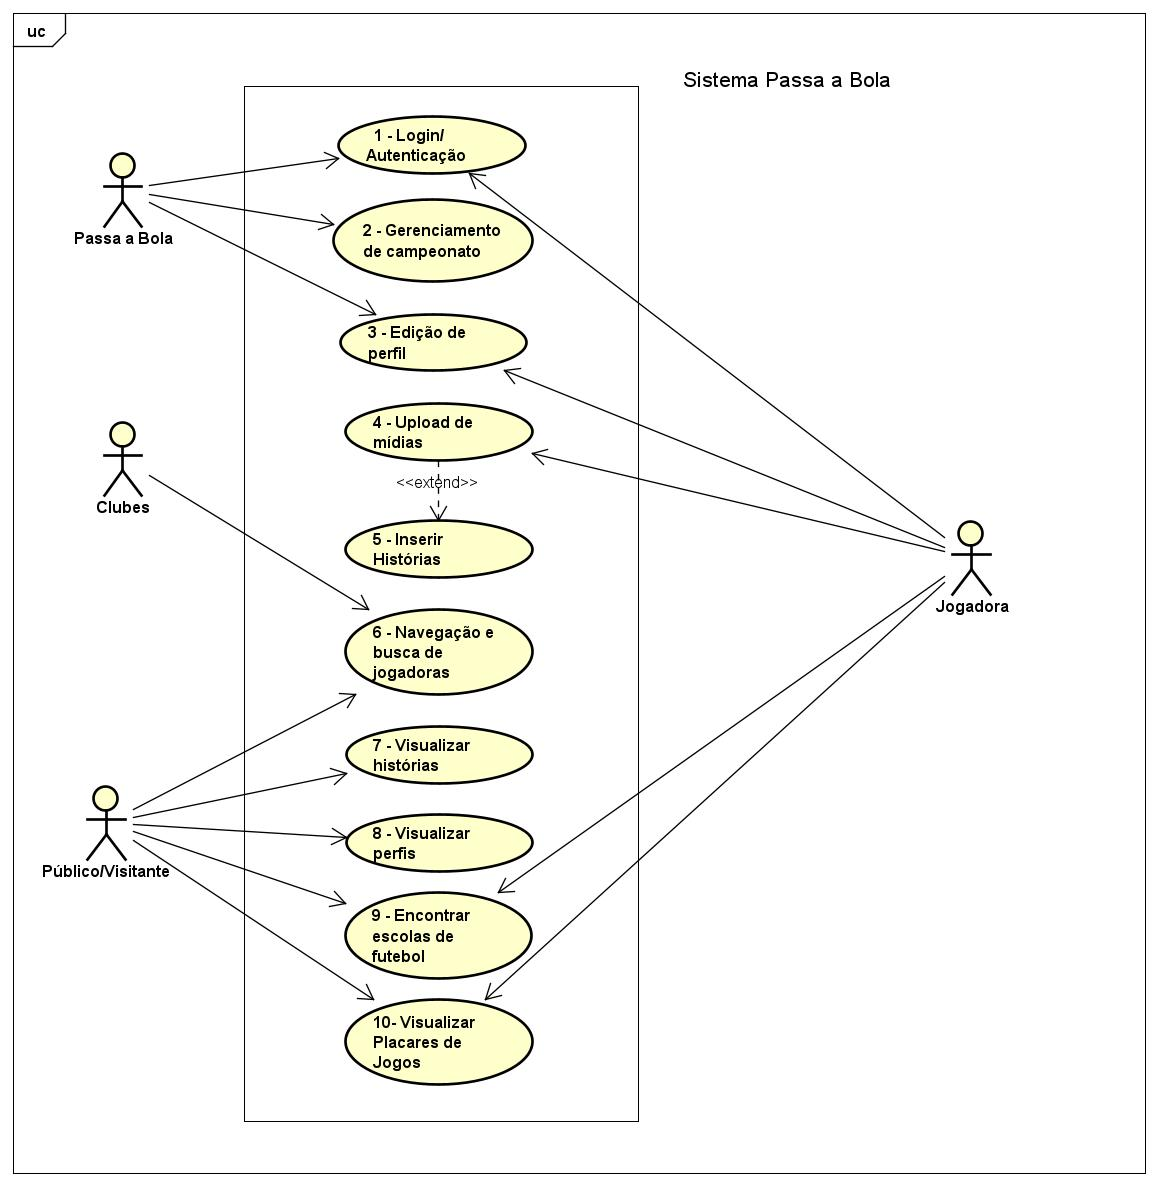 uc
Sistema Passa a Bola
1 - Login/
Autenticação
Passa a Bola
2 - Gerenciamento
de campeonato
3 - Edição de
perfil
4 - Upload de
mídias
<<extend>>
Clubes
5 - Inserir
Histórias
Jogadora
6 - Navegação e
busca de
jogadoras
7 - Visualizar
histórias
8 - Visualizar
perfis
Público/Visitante
9 - Encontrar
escolas de
futebol
10- Visualizar
Placares de
Jogos